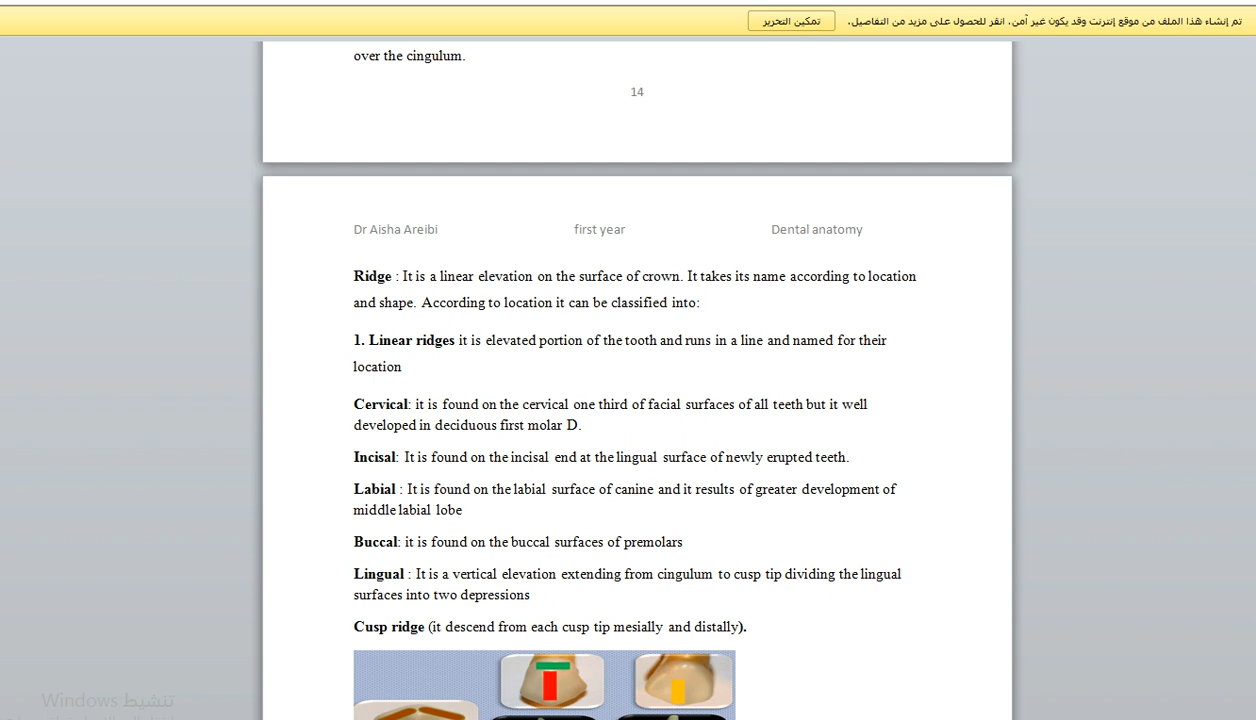 تم إنشاء هذا الملف من موقع إنترنت وقد يكون غير آمن. انقر للحصول على مزيد من التفاصيل. تمكين التحرير
over the cingulum.
14
Dr Aisha Areibi first year Dental anatomy
Ridge : It is a linear elevation on the surface of crown. It takes its name according to location
and shape. According to location it can be classified into:
1. Linear ridges it is elevated portion of the tooth and runs in a line and named for their
location
Cervical: it is found on the cervical one third of facial surfaces of all teeth but it well
developed in deciduous first molar D.
Incisal: It is found on the incisal end at the lingual surface of newly erupted teeth.
Labial : It is found on the labial surface of canine and it results of greater development of
middle labial lobe
Buccal: it is found on the buccal surfaces of premolars
Lingual : It is a vertical elevation extending from cingulum to cusp tip dividing the lingual
surfaces into two depressions
Cusp ridge (it descend from each cusp tip mesially and distally).
تنشيط Windows